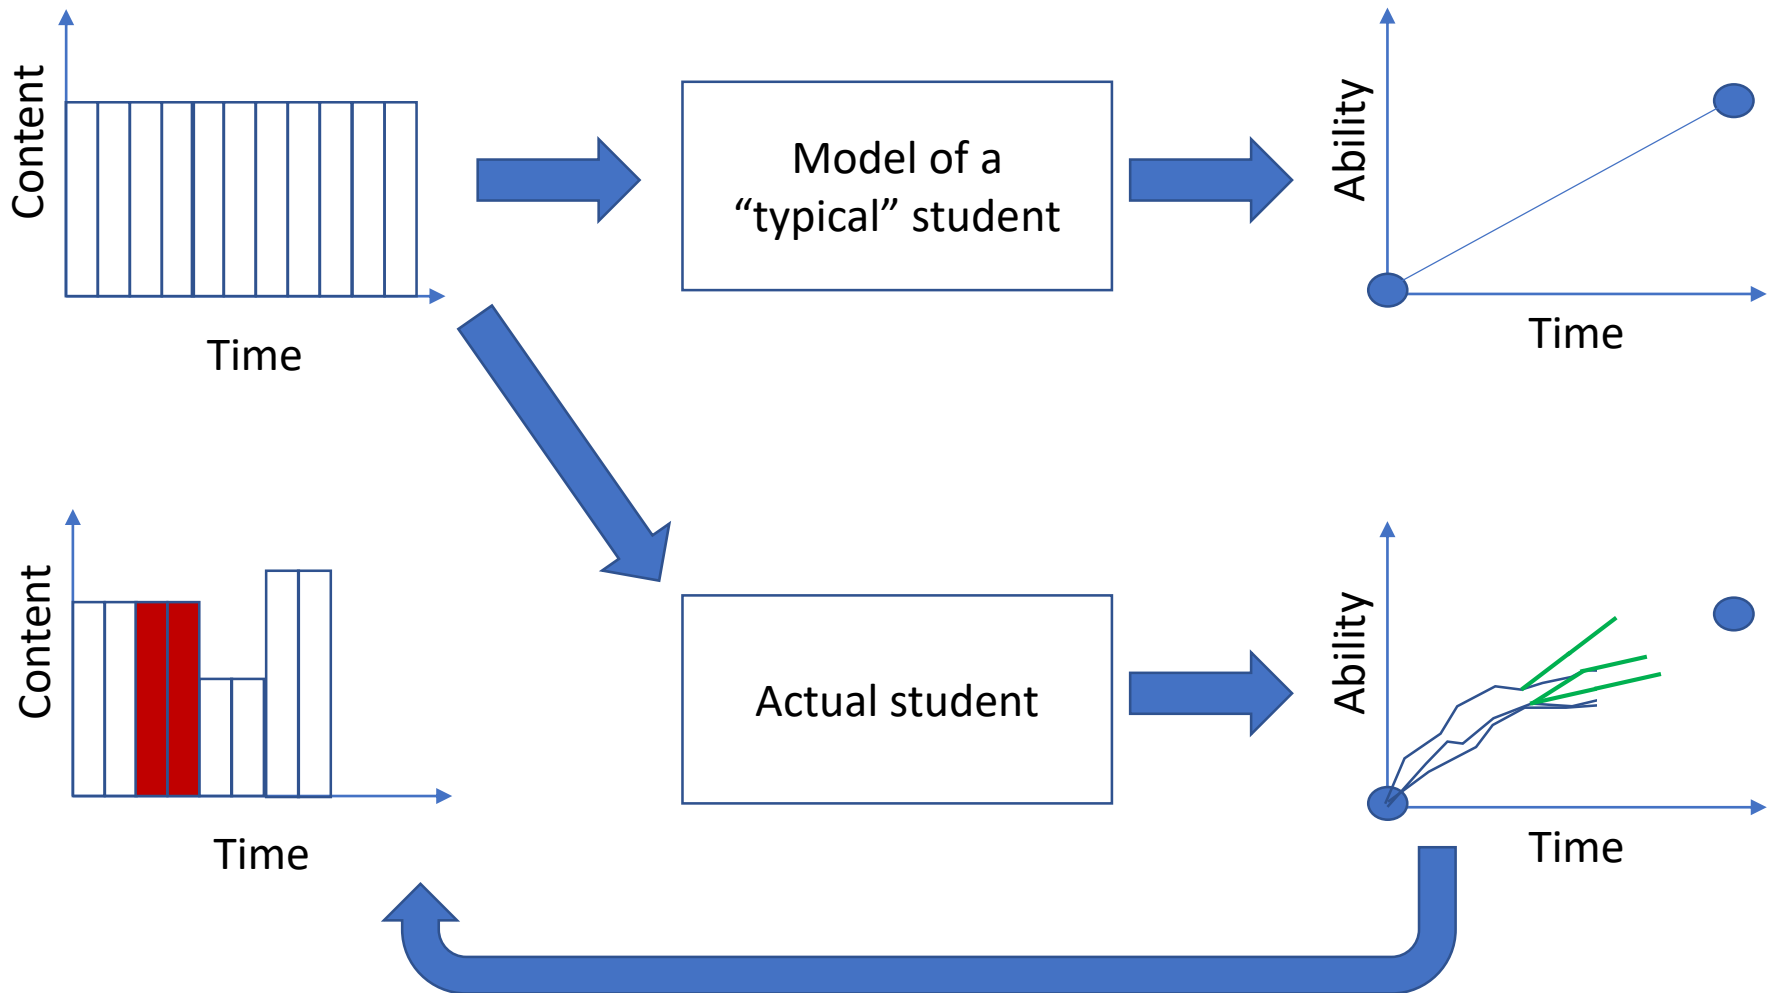 Content
Time
Model of a
“typical” student
Ability
Time
Content
Time
Actual student
Ability
Time